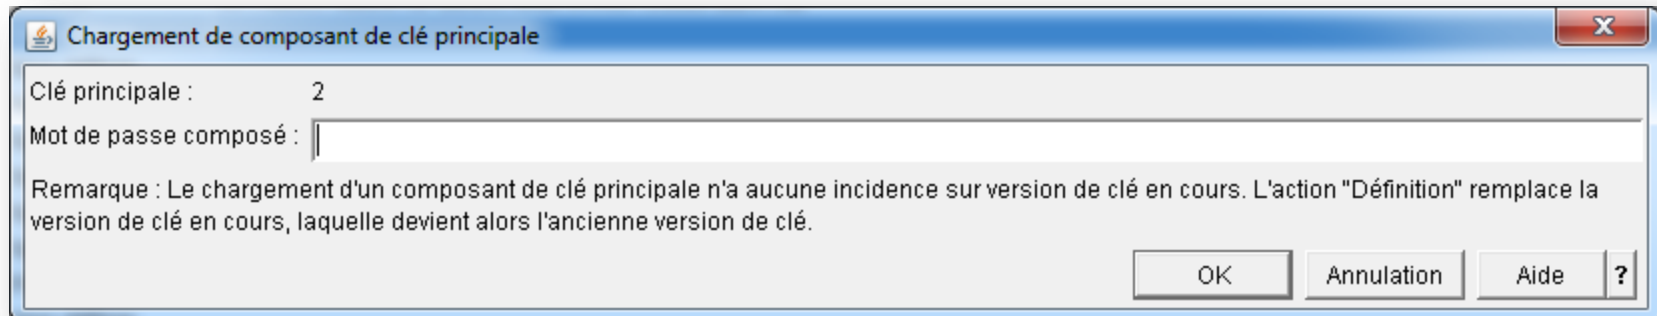 Chargement de composant de clé principale
X
Clé principale : 2
Mot de passe composé :
Remarque : Le chargement d'un composant de clé principale n'a aucune incidence sur version de clé en cours. L'action "Définition" remplace la
version de clé en cours, laquelle devient alors l'ancienne version de clé.
OK Annulation Aide ?